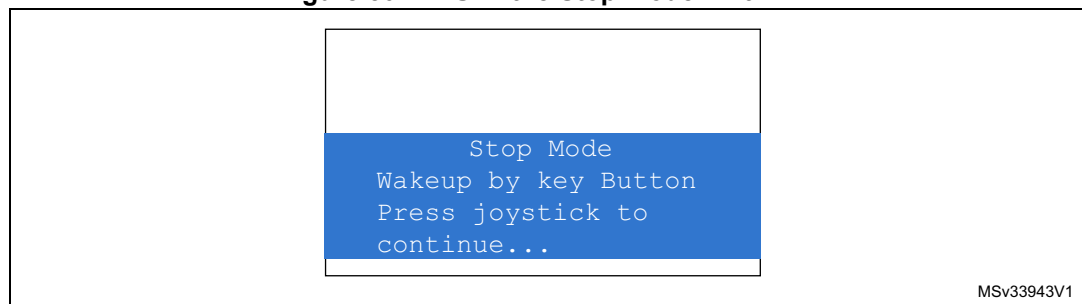 Stop Mode
Wakeup by key Button
Press joystick to
continue...
MSv33943V1